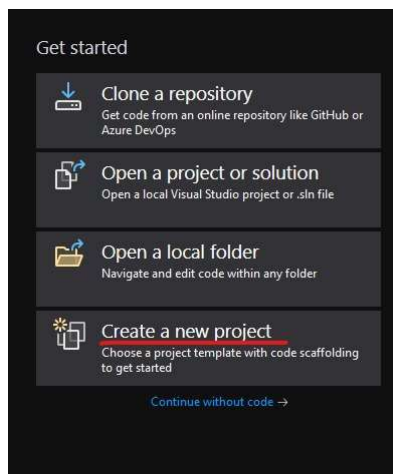 Get started
Clone a repository
Get code from an online repository like GitHub or
Azure DevOps
Open a project or solution
Open a local Visual Studio project or .sln file
Open a local folder
Navigate and edit code within any folder
Create a new project
Choose a project template with code scaffolding
to get started
Continue without code →